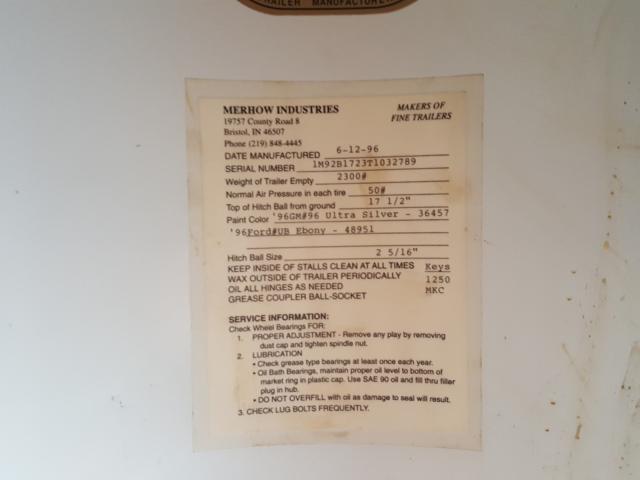 TRAILER MANUFACTURER
MERHOW INDUSTRIES
MAKERS OF
FINE TRAILERS
19757 County Road 8
Bristol, IN 46507
Phone (219) 848-4445
DATE MANUFACTURED 6-12-96
SERIAL NUMBER 1M92B1723T1032789
Weight of Trailer Empty 2300#
Normal Air Pressure in each tire 50#
Top of Hitch Ball from ground 17 1/2"
Paint Color '96GM#96 Ultra Silver - 36457
'96Ford#UB Ebony - 48951
Hitch Ball Size 2 5/16"
KEEP INSIDE OF STALLS CLEAN AT ALL TIMES Keys
WAX OUTSIDE OF TRAILER PERIODICALLY 1250
OIL ALL HINGES AS NEEDED MKC
GREASE COUPLER BALL-SOCKET
SERVICE INFORMATION:
Check Wheel Bearings FOR:
1. PROPER ADJUSTMENT - Remove any play by removing
dust cap and tighten spindle nut.
2. LUBRICATION
• Check grease type bearings at least once each year.
• Oil Bath Bearings, maintain proper oil level to bottom of
market ring in plastic cap. Use SAE 90 oil and fill thru filler
plug in hub.
• DO NOT OVERFILL with oil as damage to seal will result.
3. CHECK LUG BOLTS FREQUENTLY.